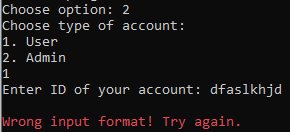 Choose option: 2
Choose type of account:
1. User
2. Admin
1
Enter ID of your account: dfaslkhjd
Wrong input format! Try again.